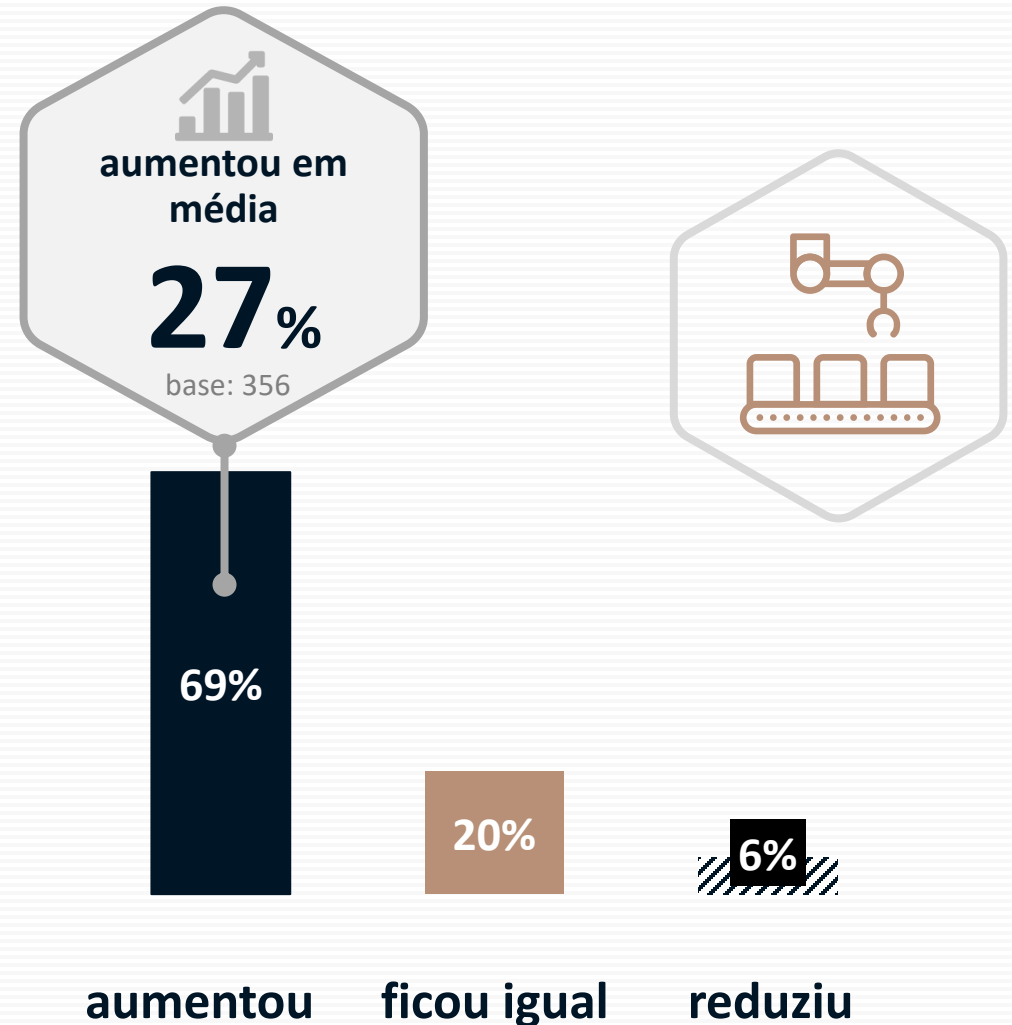 aumentou em
média
27%
base: 356
69%
20%
6%
aumentou
ficou igual
reduziu